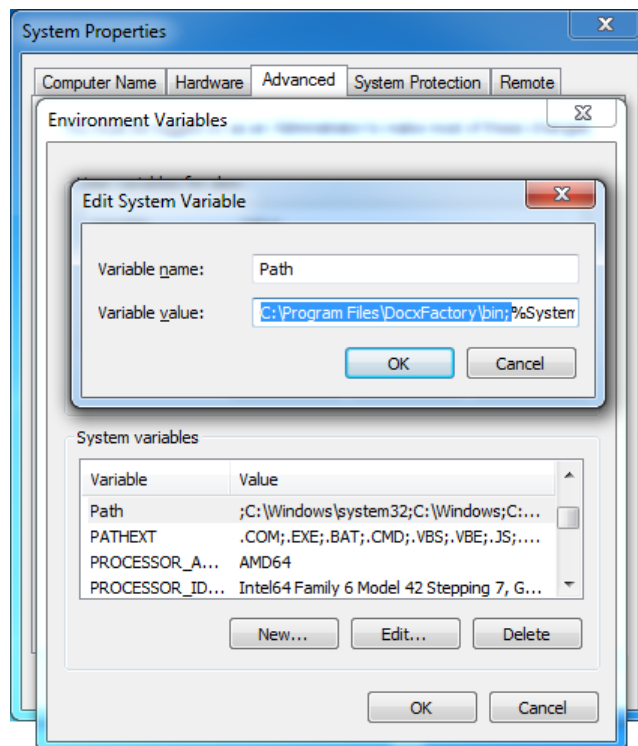 System Properties
Computer Name Hardware Advanced System Protection Remote
Environment Variables
Edit System Variable
Variable name: Path
Variable value: C:\Program Files\DocxFactory\bin;%System
OK Cancel
System variables
Variable Value
Path ;C:\Windows\system32;C:\Windows;C:...
PATHEXT .COM;.EXE;.BAT;.CMD;.VBS;.VBE;.JS;....
PROCESSOR_A... AMD64
PROCESSOR_ID... Intel64 Family 6 Model 42 Stepping 7, G...
New... Edit... Delete
OK Cancel